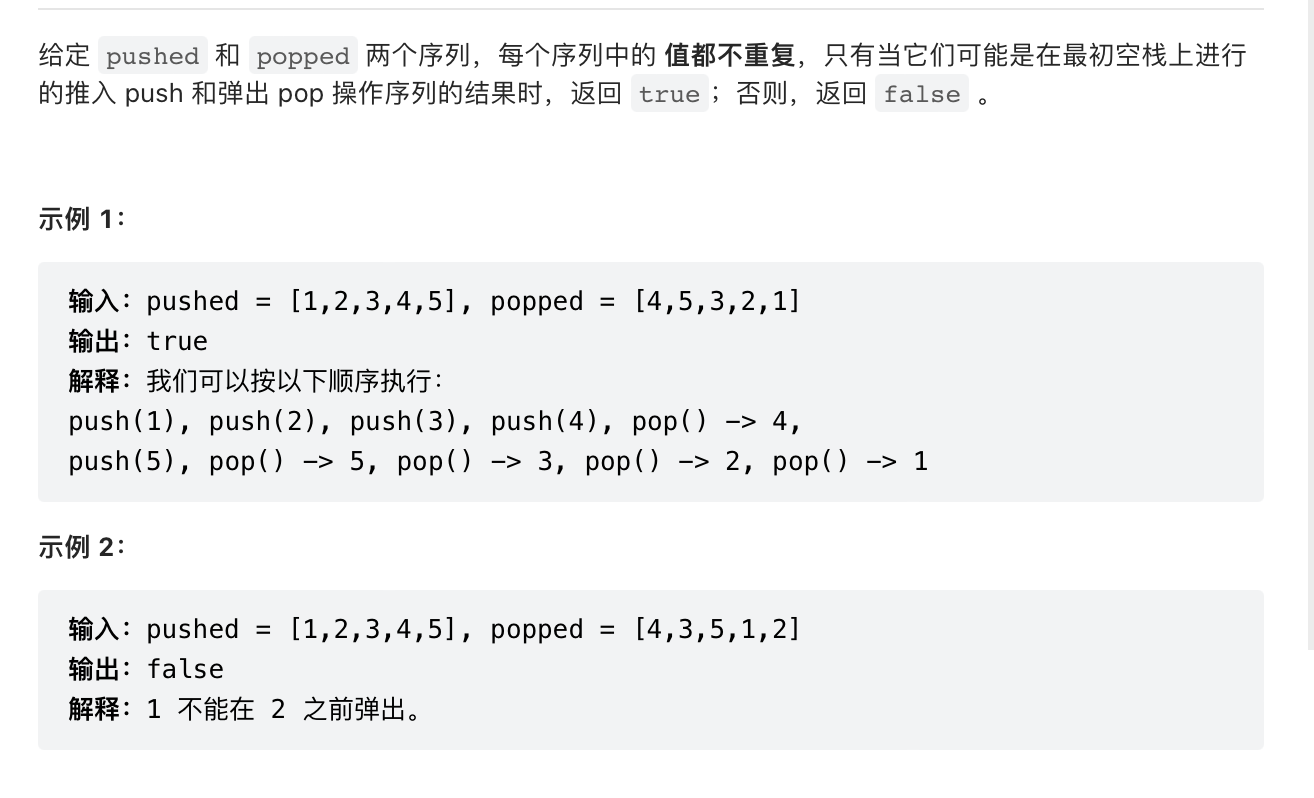 给定 pushed 和 popped 两个序列，每个序列中的 值都不重复，只有当它们可能是在最初空栈上进行
的推入 push 和弹出 pop 操作序列的结果时，返回 true；否则，返回 false 。
示例 1：
输入：pushed = [1,2,3,4,5], popped = [4,5,3,2,1]
输出：true
解释：我们可以按以下顺序执行：
push(1), push(2), push(3), push(4), pop() -> 4,
push(5), pop() -> 5, pop() -> 3, pop() -> 2, pop() -> 1
示例 2：
输入：pushed = [1,2,3,4,5], popped = [4,3,5,1,2]
输出：false
解释：1 不能在 2 之前弹出。